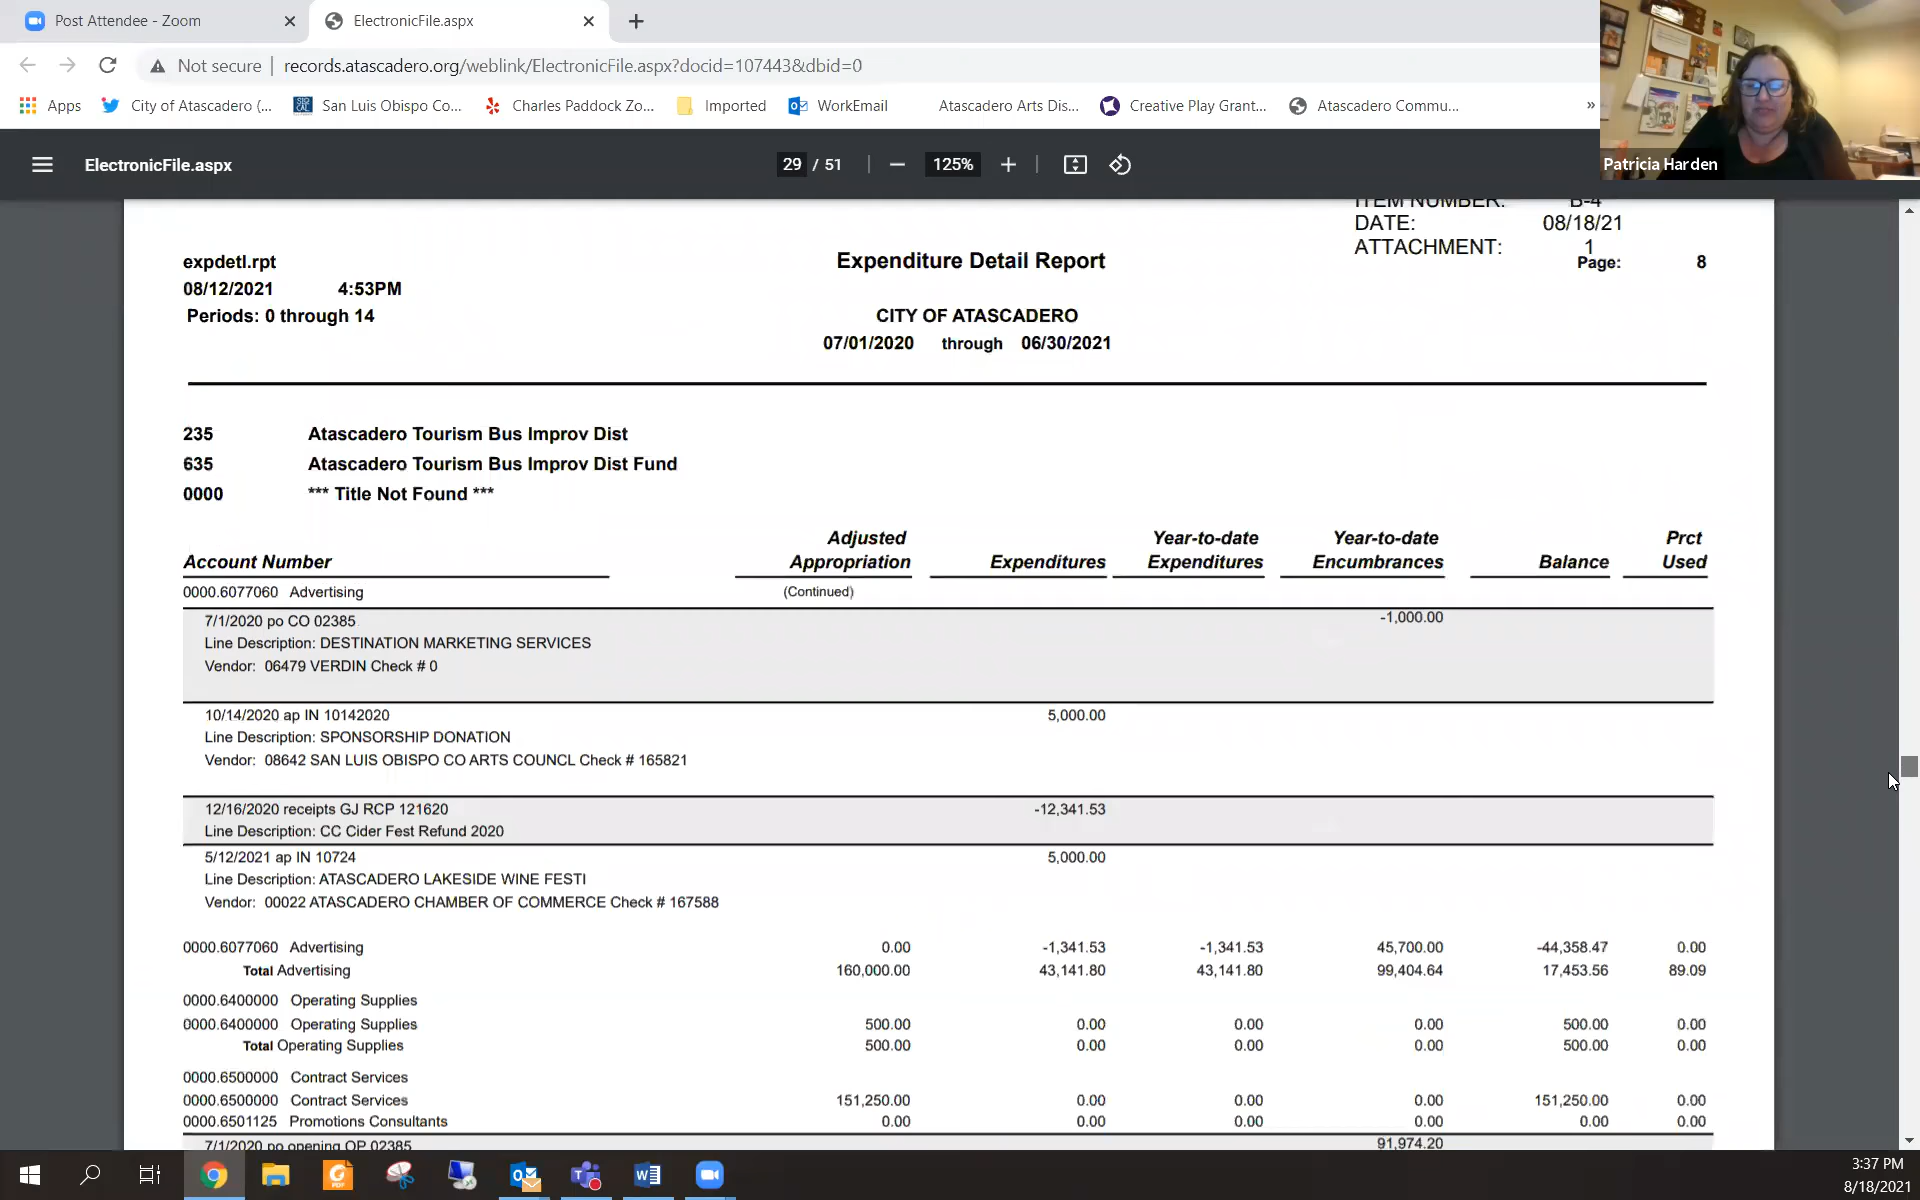 Post Attendee - Zoom
ElectronicFile.aspx
Not secure
records.atascadero.org/weblink/ElectronicFile.aspx?docid=107443&dbid=0
Apps
City of Atascadero (...
San Luis Obispo Co...
Charles Paddock Zo...
Imported
WorkEmail
Atascadero Arts Dis...
Creative Play Grant...
Atascadero Commu...
»
Patricia Harden
ElectronicFile.aspx
29 / 51
125%
ITEM NUMBER: B-4
DATE: 08/18/21
ATTACHMENT: 1
expdetl.rpt
Expenditure Detail Report
Page: 8
08/12/2021 4:53PM
Periods: 0 through 14
CITY OF ATASCADERO
07/01/2020 through 06/30/2021
235 Atascadero Tourism Bus Improv Dist
635 Atascadero Tourism Bus Improv Dist Fund
0000 *** Title Not Found ***
Adjusted Year-to-date Year-to-date Prct
Account Number Appropriation Expenditures Expenditures Encumbrances Balance Used
0000.6077060 Advertising (Continued)
7/1/2020 po CO 02385 -1,000.00
Line Description: DESTINATION MARKETING SERVICES
Vendor: 06479 VERDIN Check # 0
10/14/2020 ap IN 10142020 5,000.00
Line Description: SPONSORSHIP DONATION
Vendor: 08642 SAN LUIS OBISPO CO ARTS COUNCL Check # 165821
12/16/2020 receipts GJ RCP 121620 -12,341.53
Line Description: CC Cider Fest Refund 2020
5/12/2021 ap IN 10724 5,000.00
Line Description: ATASCADERO LAKESIDE WINE FESTI
Vendor: 00022 ATASCADERO CHAMBER OF COMMERCE Check # 167588
0000.6077060 Advertising 0.00 -1,341.53 -1,341.53 45,700.00 -44,358.47 0.00
Total Advertising 160,000.00 43,141.80 43,141.80 99,404.64 17,453.56 89.09
0000.6400000 Operating Supplies
0000.6400000 Operating Supplies 500.00 0.00 0.00 0.00 500.00 0.00
Total Operating Supplies 500.00 0.00 0.00 0.00 500.00 0.00
0000.6500000 Contract Services
0000.6500000 Contract Services 151,250.00 0.00 0.00 0.00 151,250.00 0.00
0000.6501125 Promotions Consultants 0.00 0.00 0.00 0.00 0.00 0.00
7/1/2020 po opening OP 02385 91,974.20
3:37 PM
8/18/2021